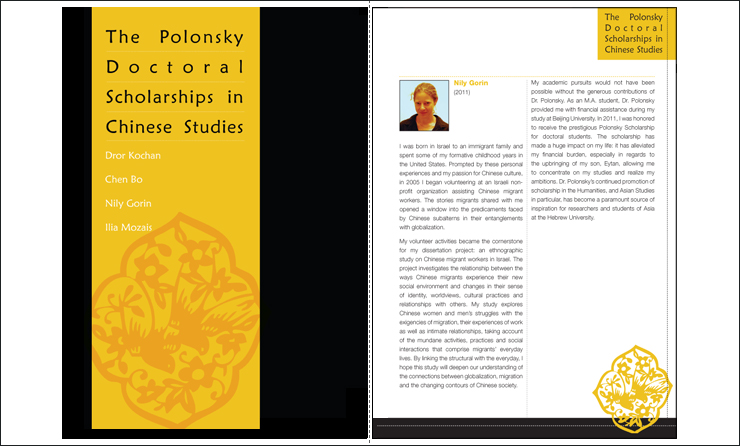 The Polonsky
Doctoral
Scholarships in
Chinese Studies
Dror Kochan
Chen Bo
Nily Gorin
Ilia Mozais
The Polonsky
Doctoral
Scholarships in
Chinese Studies
Nily Gorin
(2011)
I was born in Israel to an immigrant family and
spent some of my formative childhood years in
the United States. Prompted by these personal
experiences and my passion for Chinese culture,
in 2005 I began volunteering at an Israeli non-
profit organization assisting Chinese migrant
workers. The stories migrants shared with me
opened a window into the predicaments faced
by Chinese subalterns in their entanglements
with globalization.
My volunteer activities became the cornerstone
for my dissertation project: an ethnographic
study on Chinese migrant workers in Israel. The
project investigates the relationship between the
ways Chinese migrants experience their new
social environment and changes in their sense
of identity, worldviews, cultural practices and
relationships with others. My study explores
Chinese women and men's struggles with the
exigencies of migration, their experiences of work
as well as intimate relationships, taking account
of the mundane activities, practices and social
interactions that comprise migrants' everyday
lives. By linking the structural with the everyday, I
hope this study will deepen our understanding of
the connections between globalization, migration
and the changing contours of Chinese society.
My academic pursuits would not have been
possible without the generous contributions of
Dr. Polonsky. As an M.A. student, Dr. Polonsky
provided me with financial assistance during my
study at Beijing University. In 2011, I was honored
to receive the prestigious Polonsky Scholarship
for doctoral students. The scholarship has
made a huge impact on my life: it has alleviated
my financial burden, especially in regards to
the upbringing of my son, Eytan, allowing me
to concentrate on my studies and realize my
ambitions. Dr. Polonsky's continued promotion of
scholarship in the Humanities, and Asian Studies
in particular, has become a paramount source of
inspiration for researchers and students of Asia
at the Hebrew University.